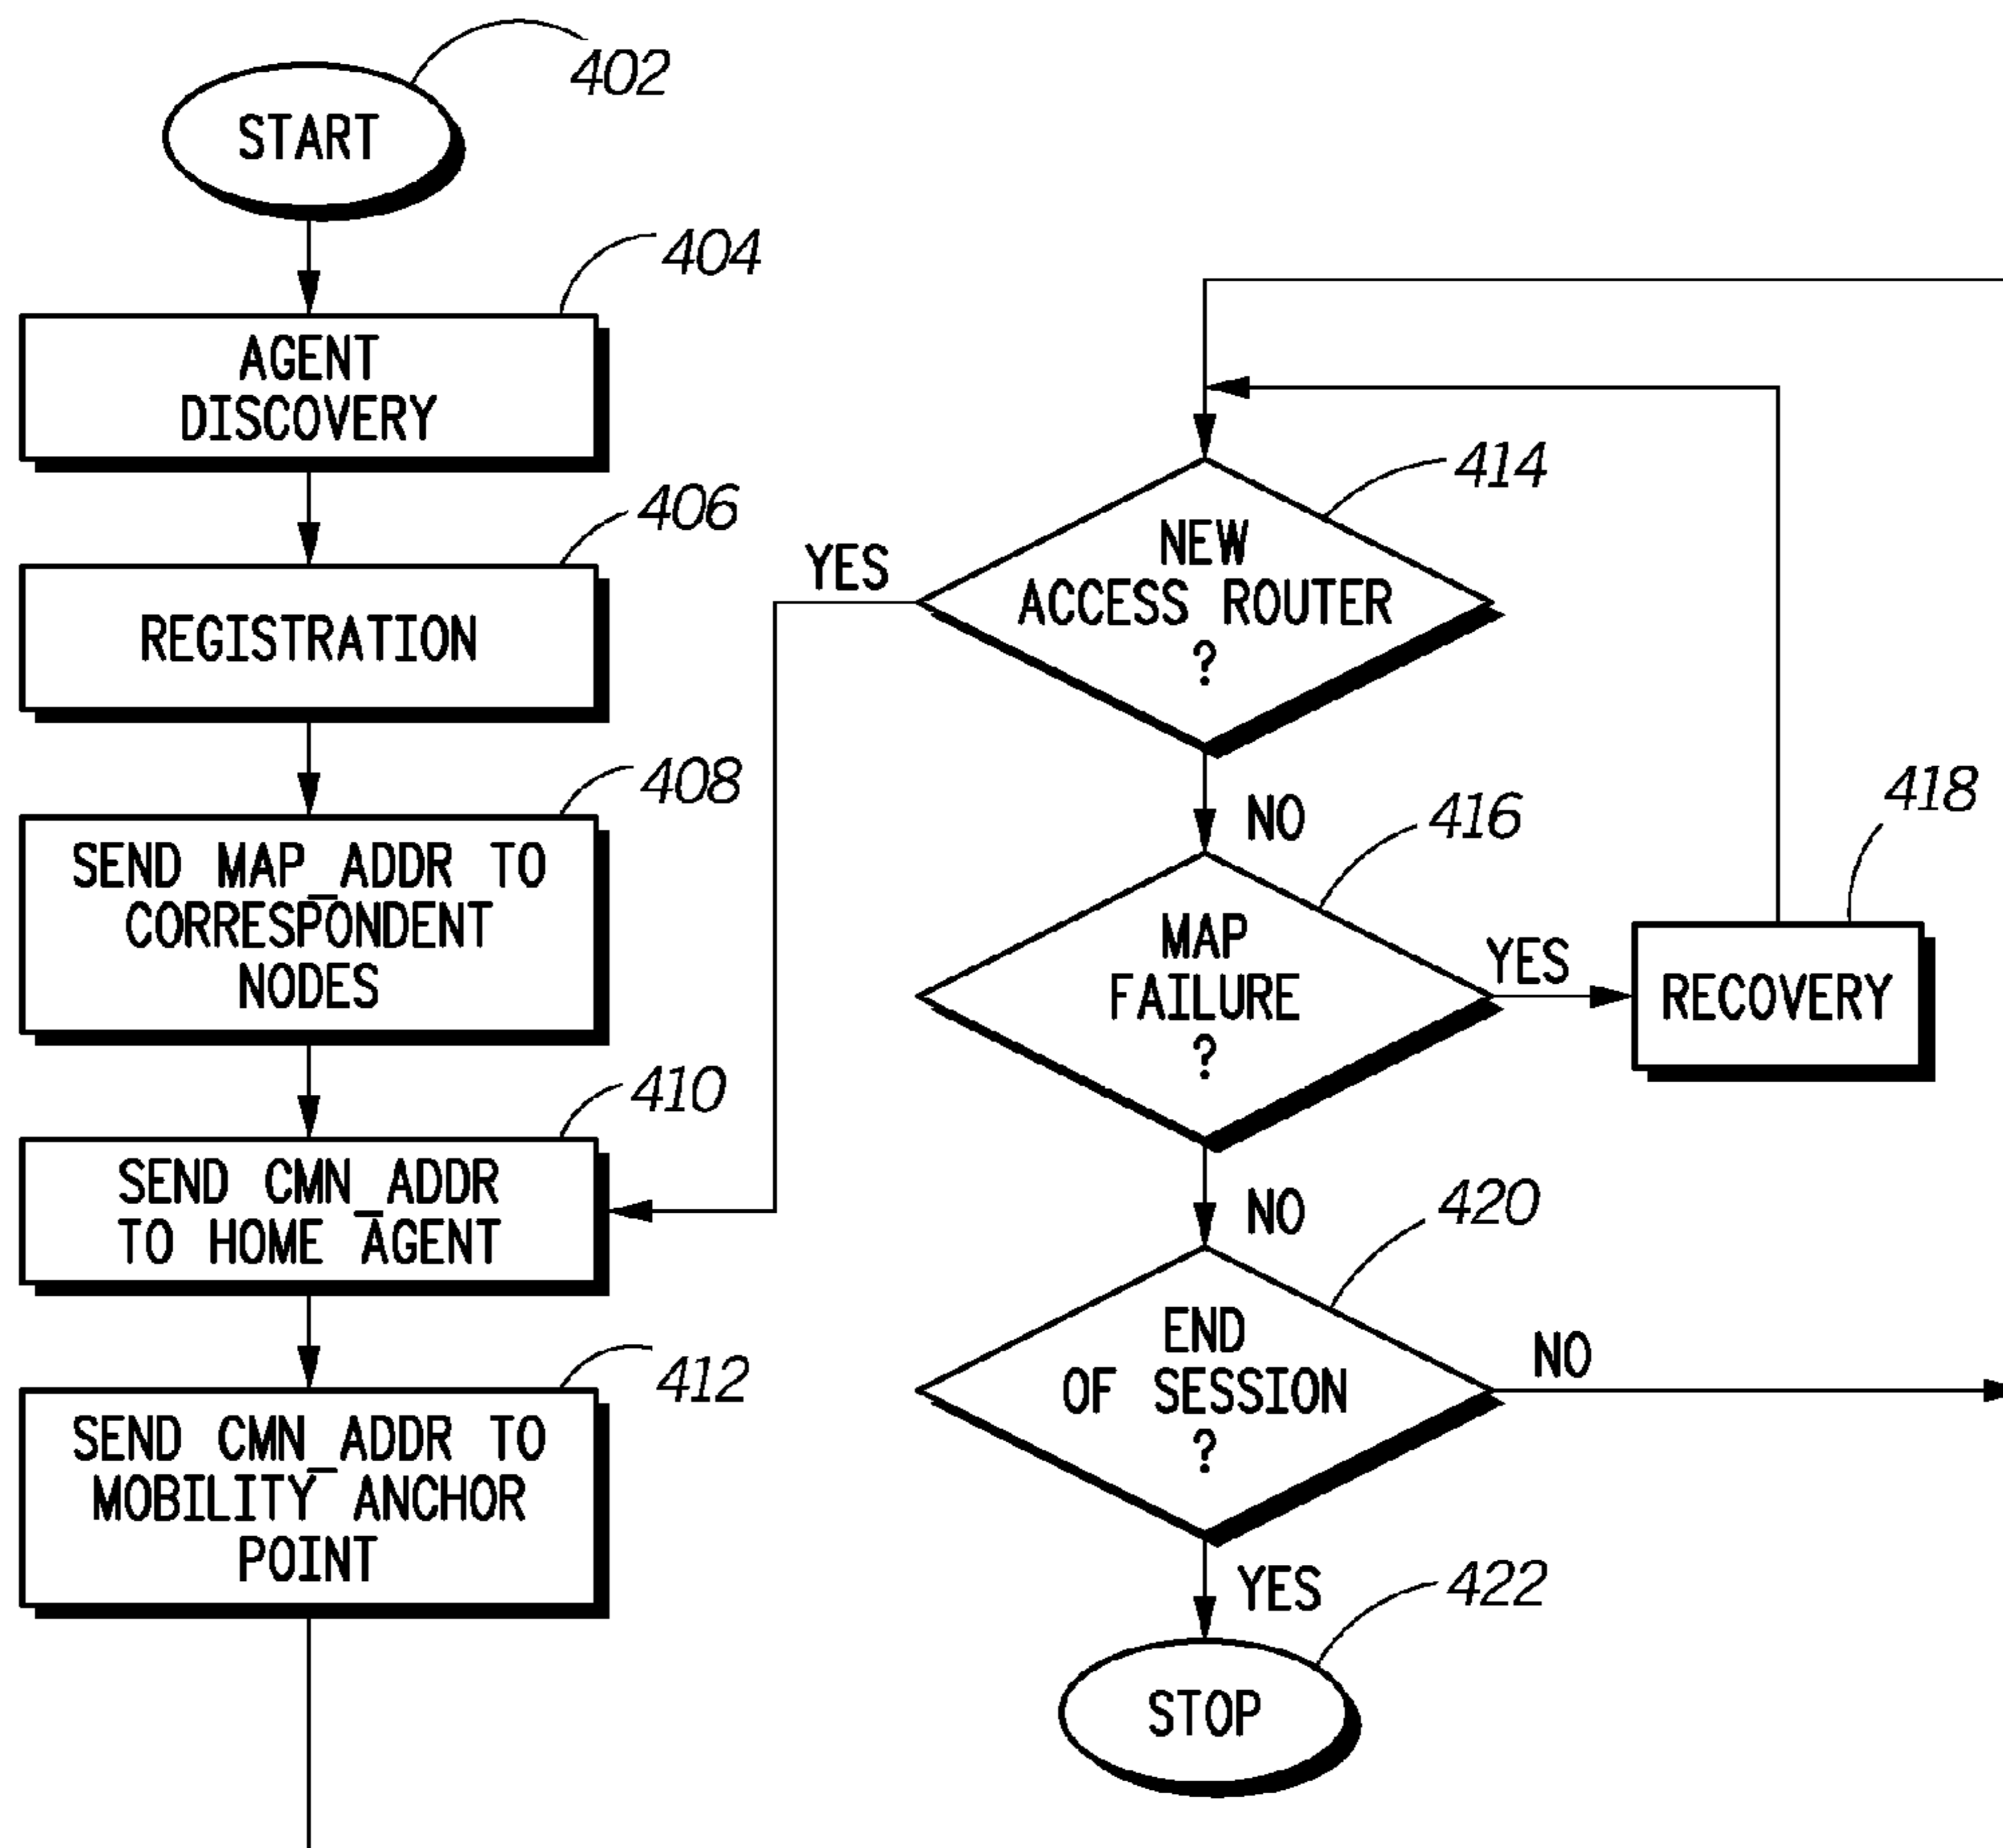 402
START
404
AGENT
DISCOVERY
406
REGISTRATION
408
SEND MAP_ADDR TO
CORRESPONDENT
NODES
410
SEND CMN_ADDR
TO HOME AGENT
412
SEND CMN_ADDR TO
MOBILITY ANCHOR
POINT
414
NEW
ACCESS ROUTER
?
YES
NO
416
MAP
FAILURE
?
YES
418
RECOVERY
NO
420
END
OF SESSION
?
NO
YES
422
STOP